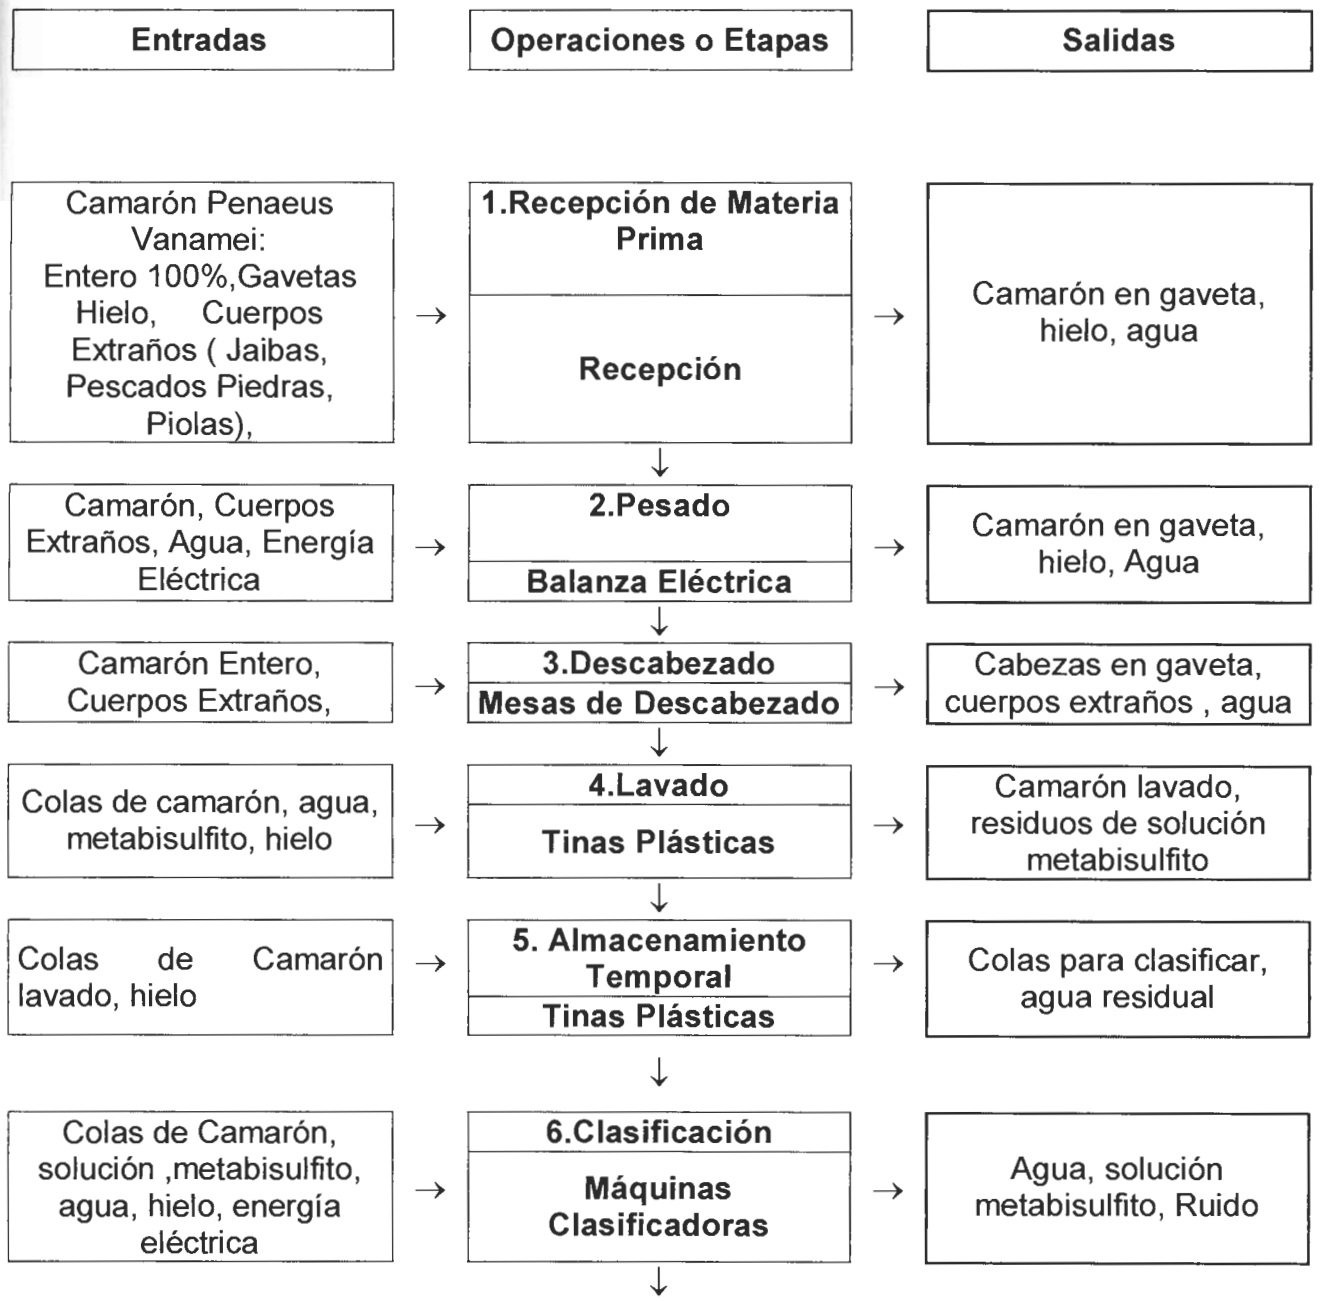 Entradas
Operaciones o Etapas
Salidas
Camarón Penaeus
Vanamei:
Entero 100%,Gavetas
Hielo, Cuerpos
Extraños ( Jaibas,
Pescados Piedras,
Piolas),
→
1.Recepción de Materia
Prima
Recepción
→
Camarón en gaveta,
hielo, agua
↓
Camarón, Cuerpos
Extraños, Agua, Energía
Eléctrica
→
2.Pesado
Balanza Eléctrica
→
Camarón en gaveta,
hielo, Agua
↓
Camarón Entero,
Cuerpos Extraños,
→
3.Descabezado
Mesas de Descabezado
→
Cabezas en gaveta,
cuerpos extraños , agua
↓
Colas de camarón, agua,
metabisulfito, hielo
→
4.Lavado
Tinas Plásticas
→
Camarón lavado,
residuos de solución
metabisulfito
↓
Colas de Camarón
lavado, hielo
→
5. Almacenamiento
Temporal
Tinas Plásticas
→
Colas para clasificar,
agua residual
↓
Colas de Camarón,
solución ,metabisulfito,
agua, hielo, energía
eléctrica
→
6.Clasificación
Máquinas
Clasificadoras
→
Agua, solución
metabisulfito, Ruido
↓